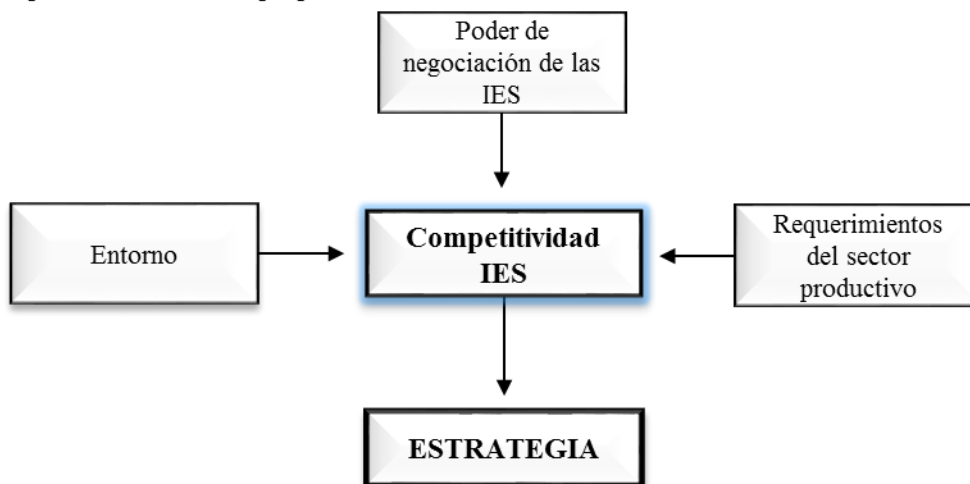 Poder de
negociación de las
IES
Entorno
Competitividad
IES
Requerimientos
del sector
productivo
ESTRATEGIA